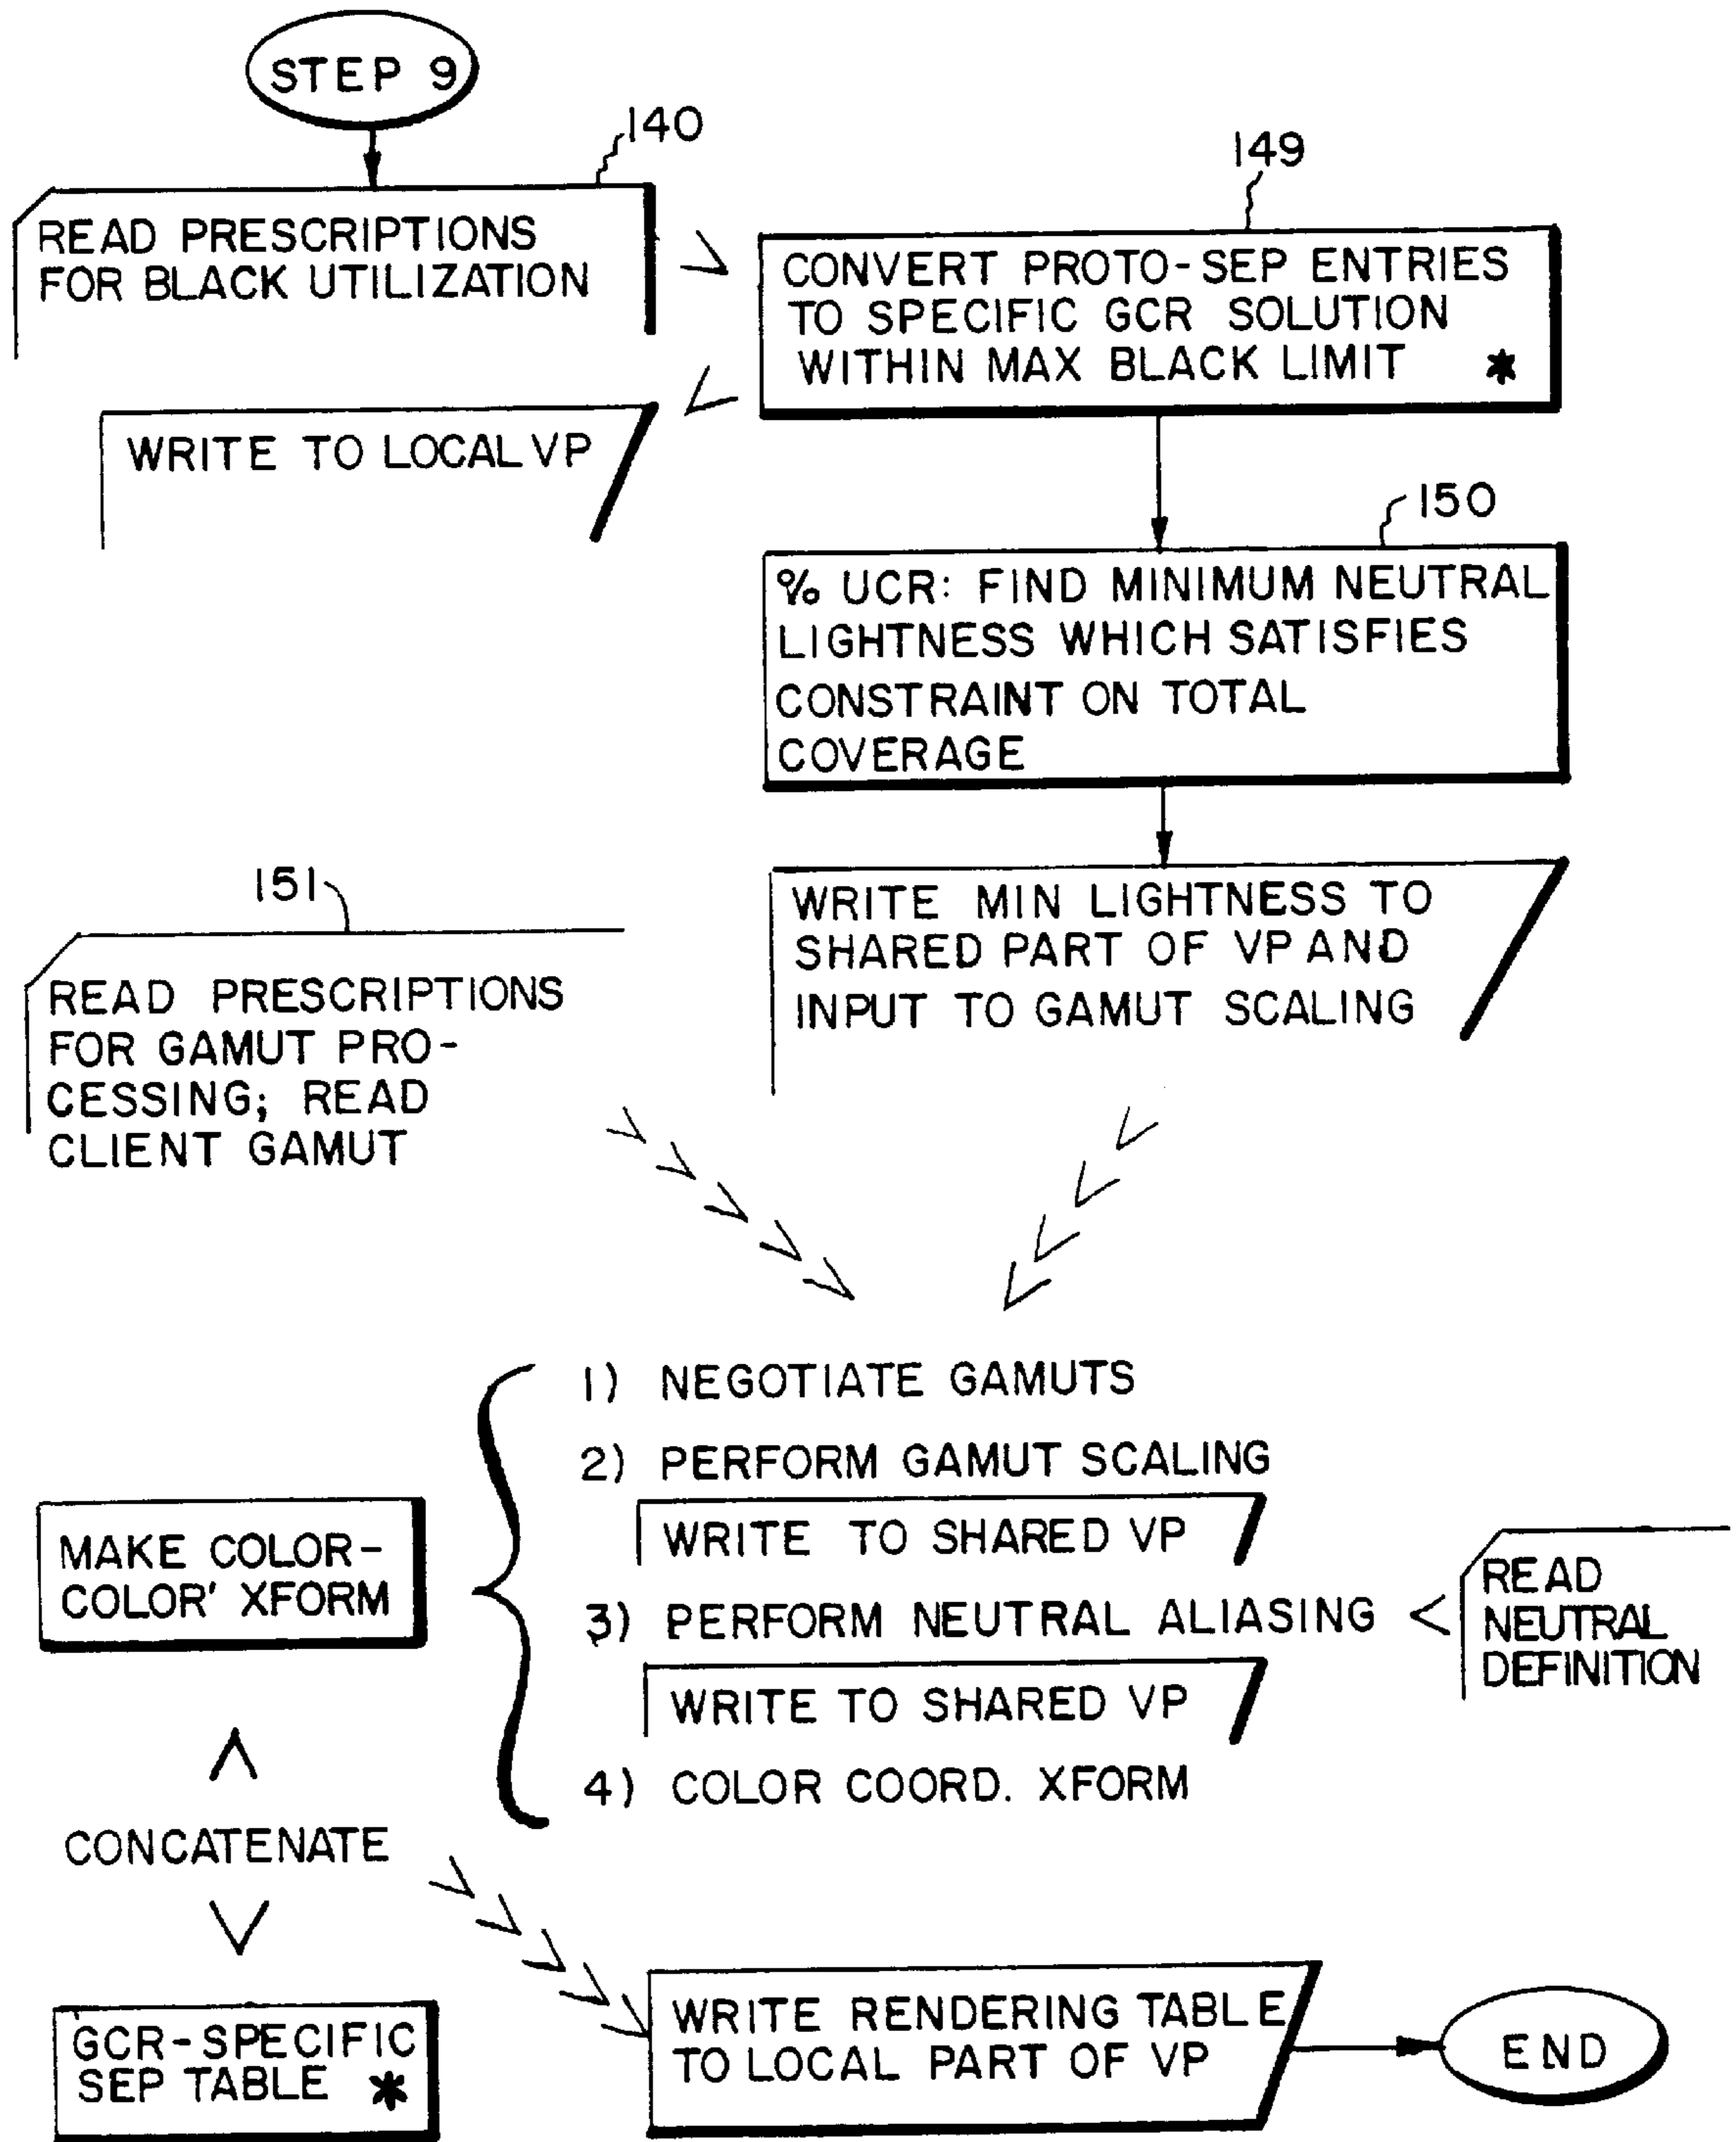 STEP 9
140
READ PRESCRIPTIONS
FOR BLACK UTILIZATION
149
CONVERT PROTO-SEP ENTRIES
TO SPECIFIC GCR SOLUTION
WITHIN MAX BLACK LIMIT *
WRITE TO LOCAL VP
150
% UCR: FIND MINIMUM NEUTRAL
LIGHTNESS WHICH SATISFIES
CONSTRAINT ON TOTAL
COVERAGE
WRITE MIN LIGHTNESS TO
SHARED PART OF VP AND
INPUT TO GAMUT SCALING
151
READ PRESCRIPTIONS
FOR GAMUT PRO-
CESSING; READ
CLIENT GAMUT
1) NEGOTIATE GAMUTS
2) PERFORM GAMUT SCALING
WRITE TO SHARED VP
3) PERFORM NEUTRAL ALIASING
READ
NEUTRAL
DEFINITION
WRITE TO SHARED VP
4) COLOR COORD. XFORM
MAKE COLOR-
COLOR' XFORM
CONCATENATE
GCR-SPECIFIC
SEP TABLE *
WRITE RENDERING TABLE
TO LOCAL PART OF VP
END